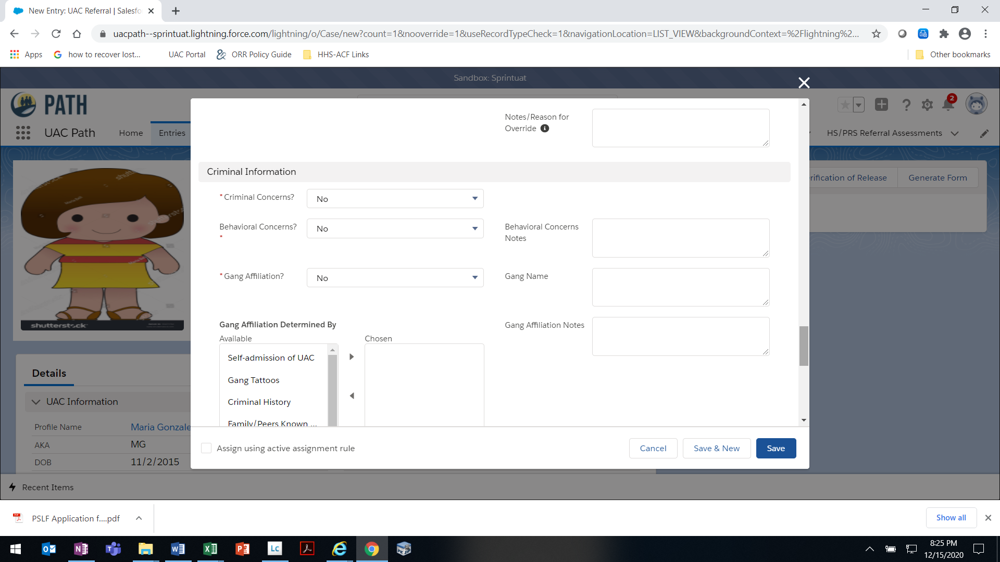 New Entry: UAC Referral | Salesfo
uacpath--sprintuat.lightning.force.com/lightning/o/Case/new?count=1&nooverride=1&useRecordTypeCheck=1&navigationLocation=LIST_VIEW&backgroundContext=%2Flightning%2...
Apps
how to recover lost...
UAC Portal
ORR Policy Guide
HHS-ACF Links
Other bookmarks
Sandbox: Sprintuat
PATH
2
UAC Path
Home
Entries
HS/PRS Referral Assessments
Notes/Reason for
Override
Criminal Information
*Criminal Concerns?
No
Behavioral Concerns?
*
No
Behavioral Concerns
Notes
*Gang Affiliation?
No
Gang Name
Gang Affiliation Determined By
Gang Affiliation Notes
Available
Chosen
Self-admission of UAC
Gang Tattoos
Criminal History
Family/Peers Known ...
rification of Release
Generate Form
shutterstock
Details
UAC Information
Profile Name
Maria Gonzale
AKA
MG
DOB
11/2/2015
Assign using active assignment rule
Cancel
Save & New
Save
Recent Items
PSLF Application f....pdf
Show all
8:25 PM
12/15/2020